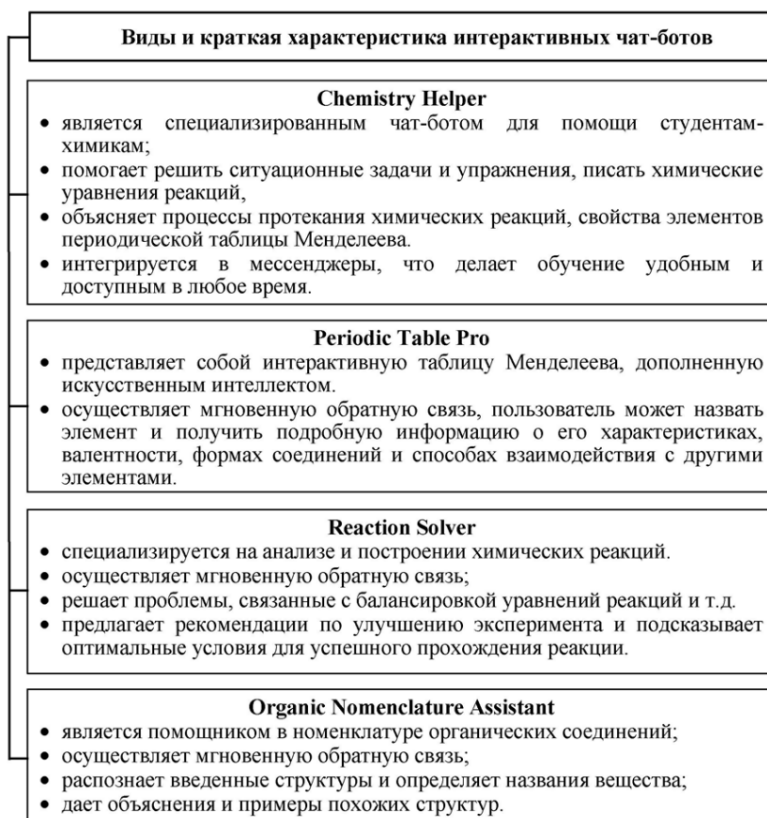 Виды и краткая характеристика интерактивных чат-ботов
Chemistry Helper
• является специализированным чат-ботом для помощи студентам-
химикам;
• помогает решить ситуационные задачи и упражнения, писать химические
уравнения реакций,
• объясняет процессы протекания химических реакций, свойства элементов
периодической таблицы Менделеева.
• интегрируется в мессенджеры, что делает обучение удобным и
доступным в любое время.
Periodic Table Pro
• представляет собой интерактивную таблицу Менделеева, дополненную
искусственным интеллектом.
• осуществляет мгновенную обратную связь, пользователь может назвать
элемент и получить подробную информацию о его характеристиках,
валентности, формах соединений и способах взаимодействия с другими
элементами.
Reaction Solver
• специализируется на анализе и построении химических реакций.
• осуществляет мгновенную обратную связь;
• решает проблемы, связанные с балансировкой уравнений реакций и т.д.
• предлагает рекомендации по улучшению эксперимента и подсказывает
оптимальные условия для успешного прохождения реакции.
Organic Nomenclature Assistant
• является помощником в номенклатуре органических соединений;
• осуществляет мгновенную обратную связь;
• распознает введенные структуры и определяет названия вещества;
• дает объяснения и примеры похожих структур.